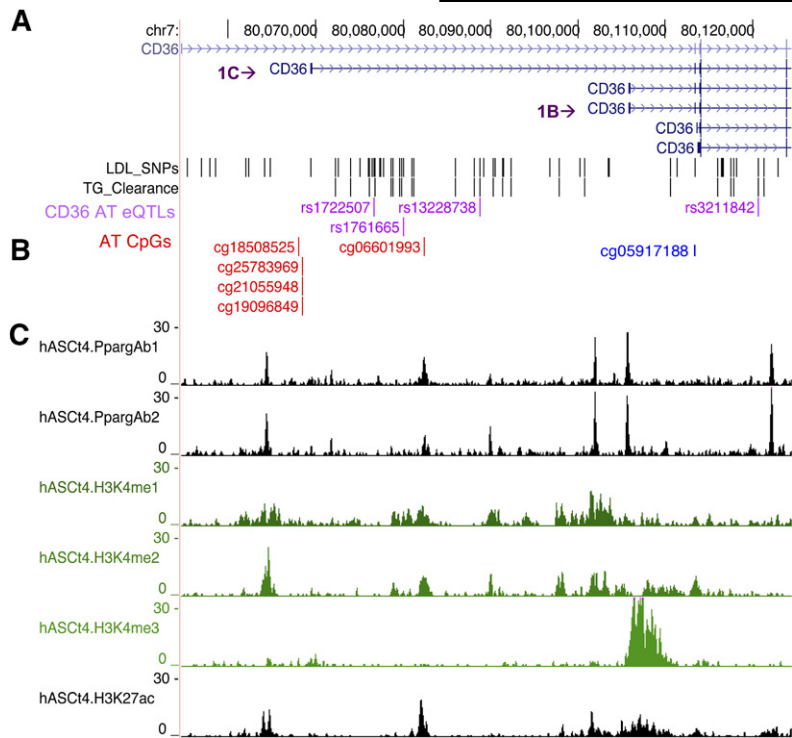 A
chr7: 80,070,000 80,080,000 80,090,000 80,100,000 80,110,000 80,120,000
CD36
1C→ CD36
CD36
1B→ CD36
CD36
CD36
LDL_SNPs
TG_Clearance
CD36 AT eQTLs rs1722507 rs13228738 rs3211842
rs1761665
B AT CpGs cg18508525 cg06601993 cg05917188
cg25783969
cg21055948
cg19096849
C
30 -
hASCt4.PpargAb1
0 _
30 -
hASCt4.PpargAb2
0 _
30 -
hASCt4.H3K4me1
0 _
30 -
hASCt4.H3K4me2
0 _
30 -
hASCt4.H3K4me3
0 _
30 -
hASCt4.H3K27ac
0 _